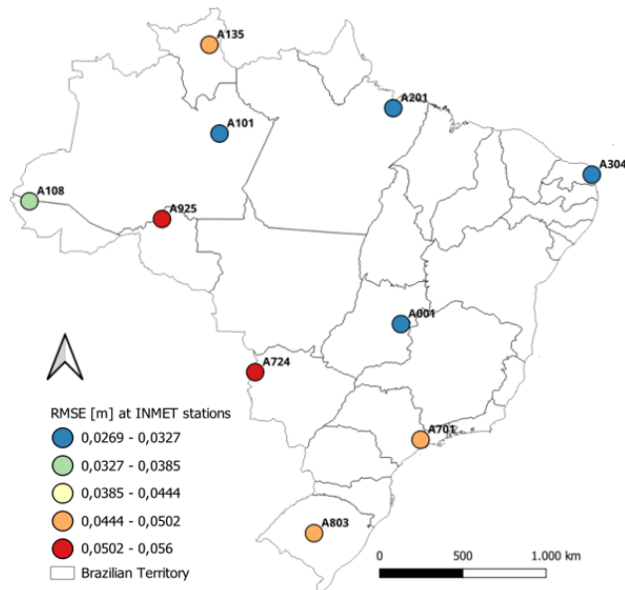 A135
A201
A101
A304
A108
A925
A001
A724
A701
A803
RMSE [m] at INMET stations
0,0269 - 0,0327
0,0327 - 0,0385
0,0385 - 0,0444
0,0444 - 0,0502
0,0502 - 0,056
Brazilian Territory
0 500 1.000 km